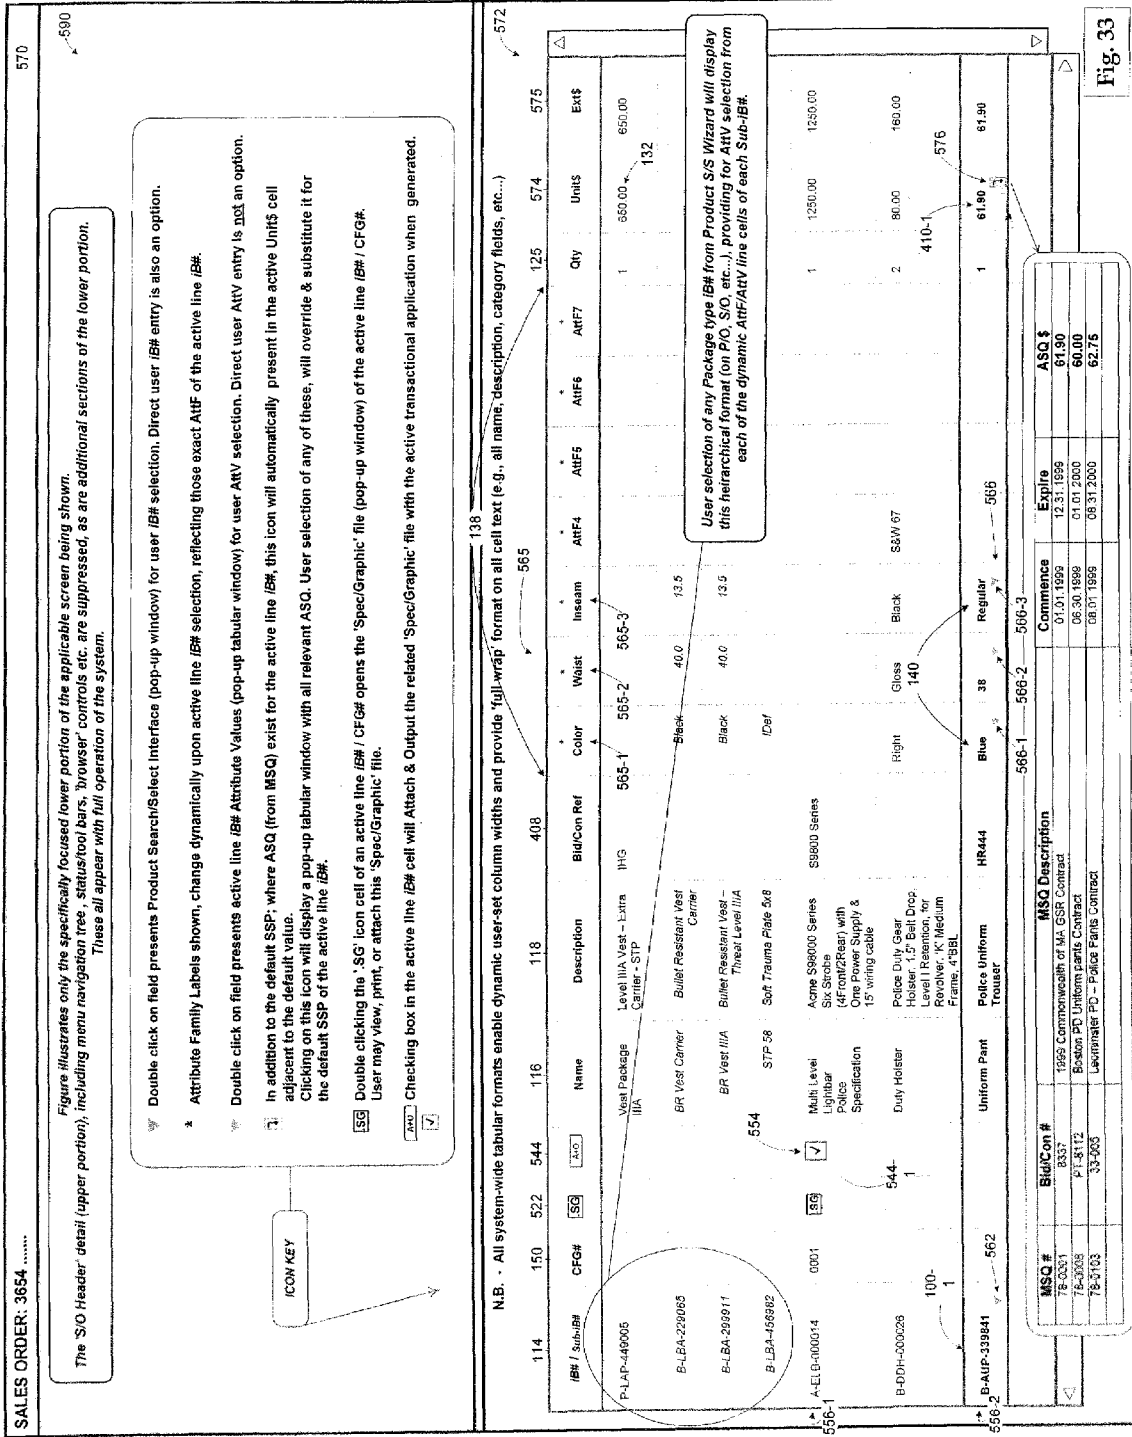 SALES ORDER: 3654 ....... 570
590
Figure illustrates only the specifically focused lower portion of the applicable screen being shown.
The 'S/O Header' detail (upper portion), including menu navigation tree , status/tool bars, 'browser' controls etc. are suppressed, as are additional sections of the lower portion.
These all appear with full operation of the system.
ICON KEY
Double click on field presents Product Search/Select Interface (pop-up window) for user iB# selection. Direct user iB# entry is also an option.
* Attribute Family Labels shown, change dynamically upon active line iB# selection, reflecting those exact AttF of the active line iB#.
Double click on field presents active line iB# Attribute Values (pop-up tabular window) for user AttV selection. Direct user AttV entry is not an option.
In addition to the default SSP; where ASQ (from MSQ) exist for the active line iB#, this icon will automatically present in the active Unit$ cell
adjacent to the default value.
Clicking on this icon will display a pop-up tabular window with all relevant ASQ. User selection of any of these, will override & substitute it for
the default SSP of the active line iB#.
SG Double clicking the 'SG' icon cell of an active line iB# / CFG# opens the 'Spec/Graphic' file (pop-up window) of the active line iB# / CFG#.
User may view, print, or attach this 'Spec/Graphic' file.
A+O Checking box in the active line iB# cell will Attach & Output the related 'Spec/Graphic' file with the active transactional application when generated.
√
N.B. - All system-wide tabular formats enable dynamic user-set column widths and provide 'full wrap' format on all cell text (e.g., all name, description, category fields, etc...)
138
572
114 150 522 544 116 118 408 565 125 574 575
iB# / Sub-iB# CFG# SG A+O Name Description Bid/Con Ref * Color * Waist * Inseam * AttF4 * AttF5 * AttF6 * AttF7 Qty Unit$ Ext$
565-1 565-2 565-3
P-LAP-449005 Vest Package IIIA Level IIIA Vest – Extra Carrier - STP IHG 1 650.00 650.00
132
B-LBA-229065 BR Vest Carrier Bullet Resistant Vest Carrier Black 40.0 13.5
B-LBA-299911 BR Vest IIIA Bullet Resistant Vest – Threat Level IIIA Black 40.0 13.5
B-LBA-456982 STP 58 Soft Trauma Plate 5x8 !Def
User selection of any Package type iB# from Product S/S Wizard will display
this heirarchical format (on P/O, S/O, etc...), providing for AttV selection from
each of the dynamic AttF/AttV line cells of each Sub-iB#.
554
A-ELB-000014 0001 SG √ Multi Level Lightbar Police Specification Acme S98000 Series Six Strobe (4Front/2Rear) with One Power Supply & 15' wiring cable S9800 Series 1 1250.00 1250.00
556-1
544-1
B-DDH-000026 Duty Holster Police Duty Gear Holster, 1.5" Belt Drop, Level I Retention, for Revolver, 'K' Medium Frame, 4"BBL Right Gloss Black S&W 67 2 80.00 160.00
100-1
140
410-1
576
B-AUP-339841 Uniform Pant Police Uniform Trouser HR444 Blue 38 Regular 1 61.90 61.90
556-2
562
566-1 566-2 566-3 566
MSQ # Bid/Con # MSQ Description Commence Expire ASQ $
78-0001 8337 1999 Commonwealth of MA GSR Contract 01.01.1999 12.31.1999 61.90
78-0008 PT-8112 Boston PD Uniform pants Contract 06.30.1999 01.01.2000 60.00
78-0103 33-005 Leominster PD – Police Pants Contract 08.01.1999 08.31.2000 62.75
Fig. 33